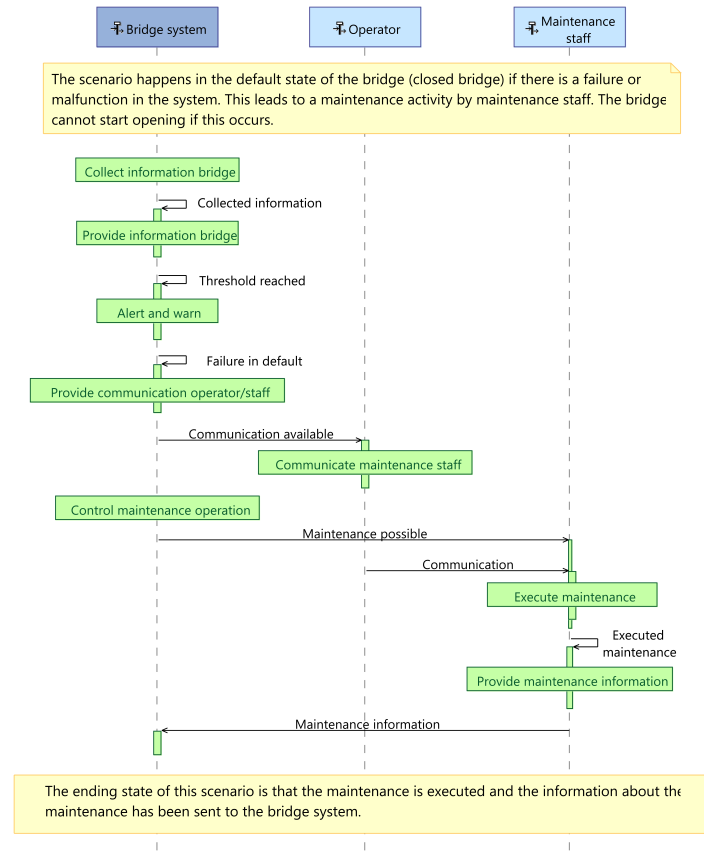 Bridge system
Operator
Maintenance
staff
The scenario happens in the default state of the bridge (closed bridge) if there is a failure or
malfunction in the system. This leads to a maintenance activity by maintenance staff. The bridge
cannot start opening if this occurs.
Collect information bridge
Collected information
Provide information bridge
Threshold reached
Alert and warn
Failure in default
Provide communication operator/staff
Communication available
Communicate maintenance staff
Control maintenance operation
Maintenance possible
Communication
Execute maintenance
Executed
maintenance
Provide maintenance information
Maintenance information
The ending state of this scenario is that the maintenance is executed and the information about the
maintenance has been sent to the bridge system.